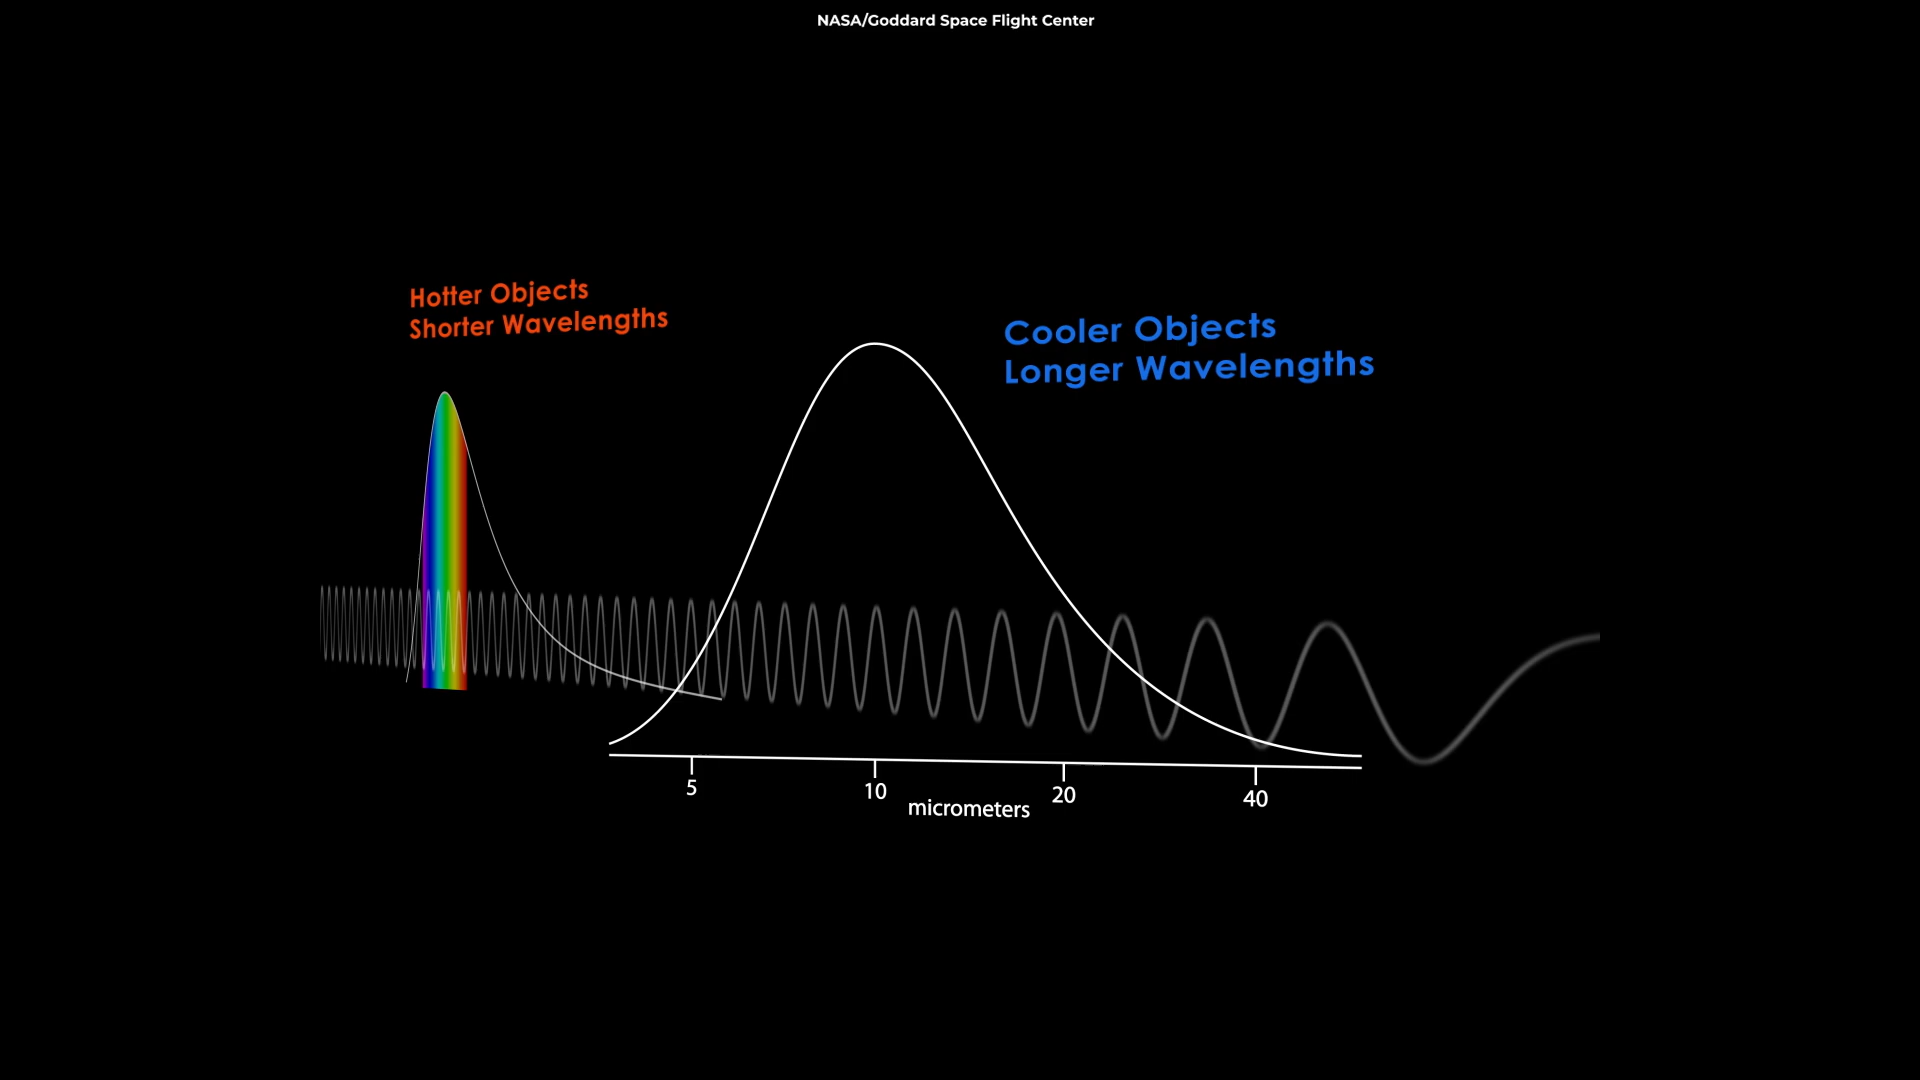 NASA/Goddard Space Flight Center
Hotter Objects
Shorter Wavelengths
Cooler Objects
Longer Wavelengths
5
10
20
40
micrometers